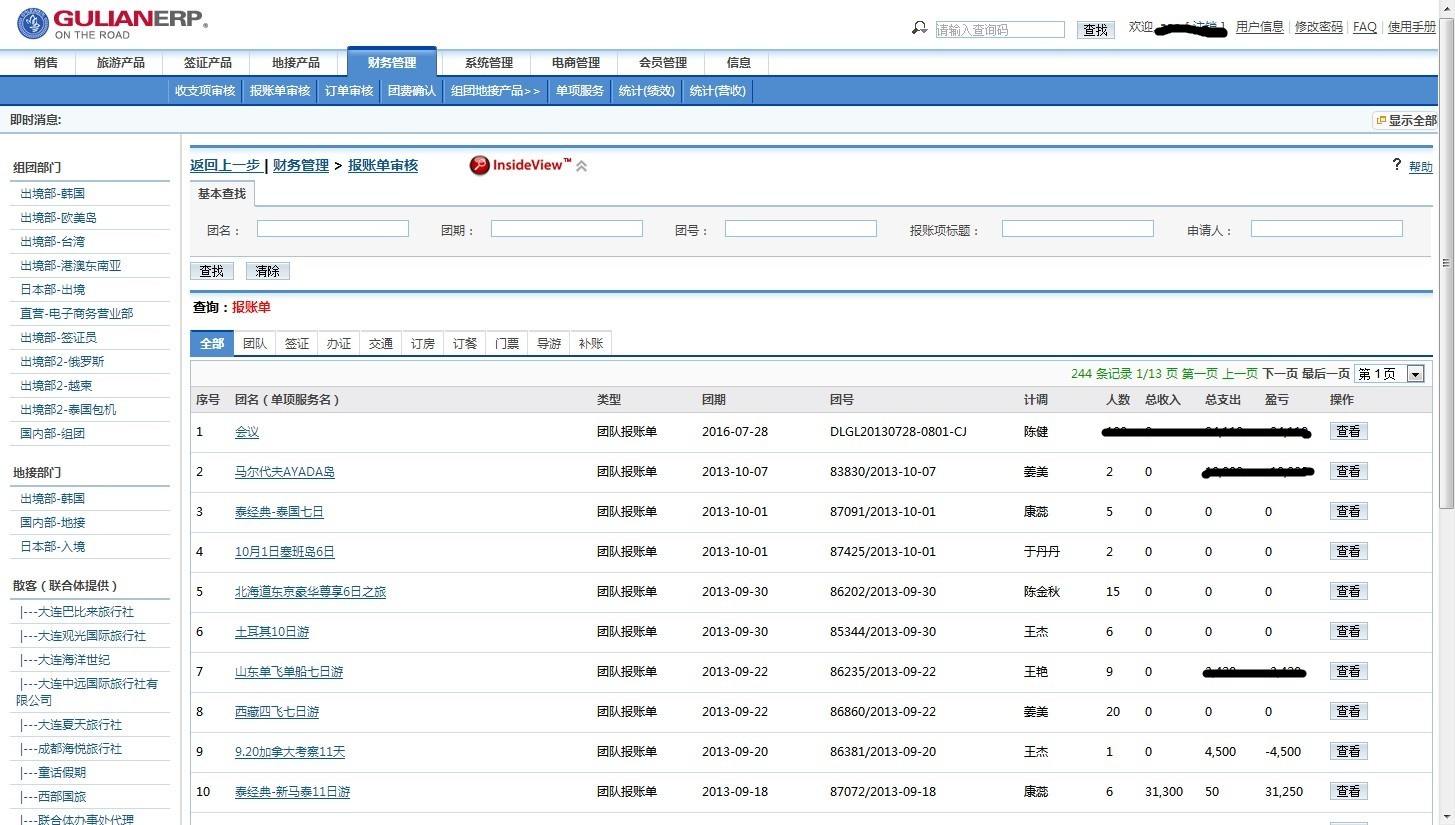 GULIANERP®
ON THE ROAD
请输入查询码 查找 欢迎 用户信息 | 修改密码 | FAQ | 使用手册
销售 旅游产品 签证产品 地接产品 财务管理 系统管理 电商管理 会员管理 信息
收支项审核 报账单审核 订单审核 团费确认 组团地接产品>> 单项服务 统计(绩效) 统计(营收)
即时消息: 显示全部
组团部门
出境部-韩国
出境部-欧美岛
出境部-台湾
出境部-港澳东南亚
日本部-出境
直营-电子商务营业部
出境部-签证员
出境部2-俄罗斯
出境部2-越柬
出境部2-泰国包机
国内部-组团
地接部门
出境部-韩国
国内部-地接
日本部-入境
散客（联合体提供）
|---大连巴比来旅行社
|---大连观光国际旅行社
|---大连海洋世纪
|---大连中远国际旅行社有
限公司
|---大连夏天旅行社
|---成都海悦旅行社
|---童话假期
|---西部国旅
|---联合体办事处代理
返回上一步 | 财务管理 > 报账单审核 InsideView™ ? 帮助
基本查找
团名： 团期： 团号： 报账项标题： 申请人：
查找 清除
查询：报账单
全部 团队 签证 办证 交通 订房 订餐 门票 导游 补账
244 条记录 1/13 页 第一页 上一页 下一页 最后一页 第 1 页
序号 团名（单项服务名） 类型 团期 团号 计调 人数 总收入 总支出 盈亏 操作
1 会议 团队报账单 2016-07-28 DLGL20130728-0801-CJ 陈健 查看
2 马尔代夫AYADA岛 团队报账单 2013-10-07 83830/2013-10-07 姜美 2 0 查看
3 泰经典-泰国七日 团队报账单 2013-10-01 87091/2013-10-01 康蕊 5 0 0 0 查看
4 10月1日塞班岛6日 团队报账单 2013-10-01 87425/2013-10-01 于丹丹 2 0 0 0 查看
5 北海道东京豪华尊享6日之旅 团队报账单 2013-09-30 86202/2013-09-30 陈金秋 15 0 0 0 查看
6 土耳其10日游 团队报账单 2013-09-30 85344/2013-09-30 王杰 6 0 0 0 查看
7 山东单飞单船七日游 团队报账单 2013-09-22 86235/2013-09-22 王艳 9 0 查看
8 西藏四飞七日游 团队报账单 2013-09-22 86860/2013-09-22 姜美 20 0 0 0 查看
9 9.20加拿大考察11天 团队报账单 2013-09-20 86381/2013-09-20 王杰 1 0 4,500 -4,500 查看
10 泰经典-新马泰11日游 团队报账单 2013-09-18 87072/2013-09-18 康蕊 6 31,300 50 31,250 查看